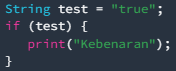 String test = "true";
if (test) {
print("Kebenaran");
}